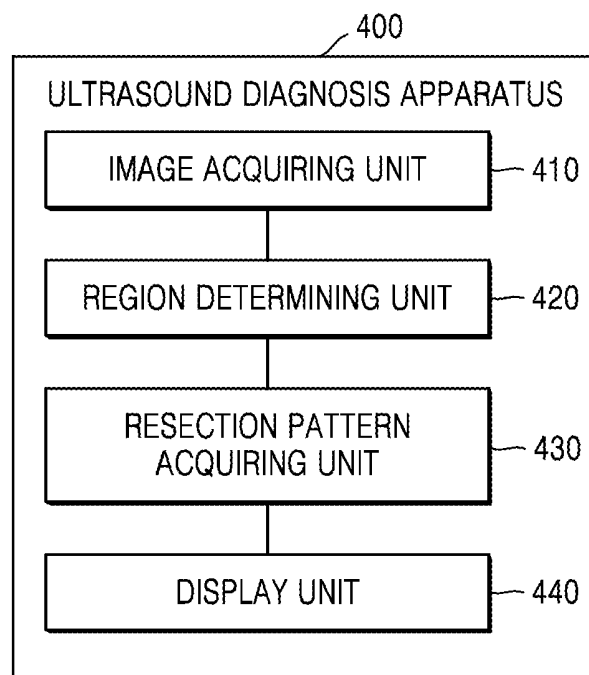 400
ULTRASOUND DIAGNOSIS APPARATUS
IMAGE ACQUIRING UNIT
410
REGION DETERMINING UNIT
420
RESECTION PATTERN
ACQUIRING UNIT
430
DISPLAY UNIT
440